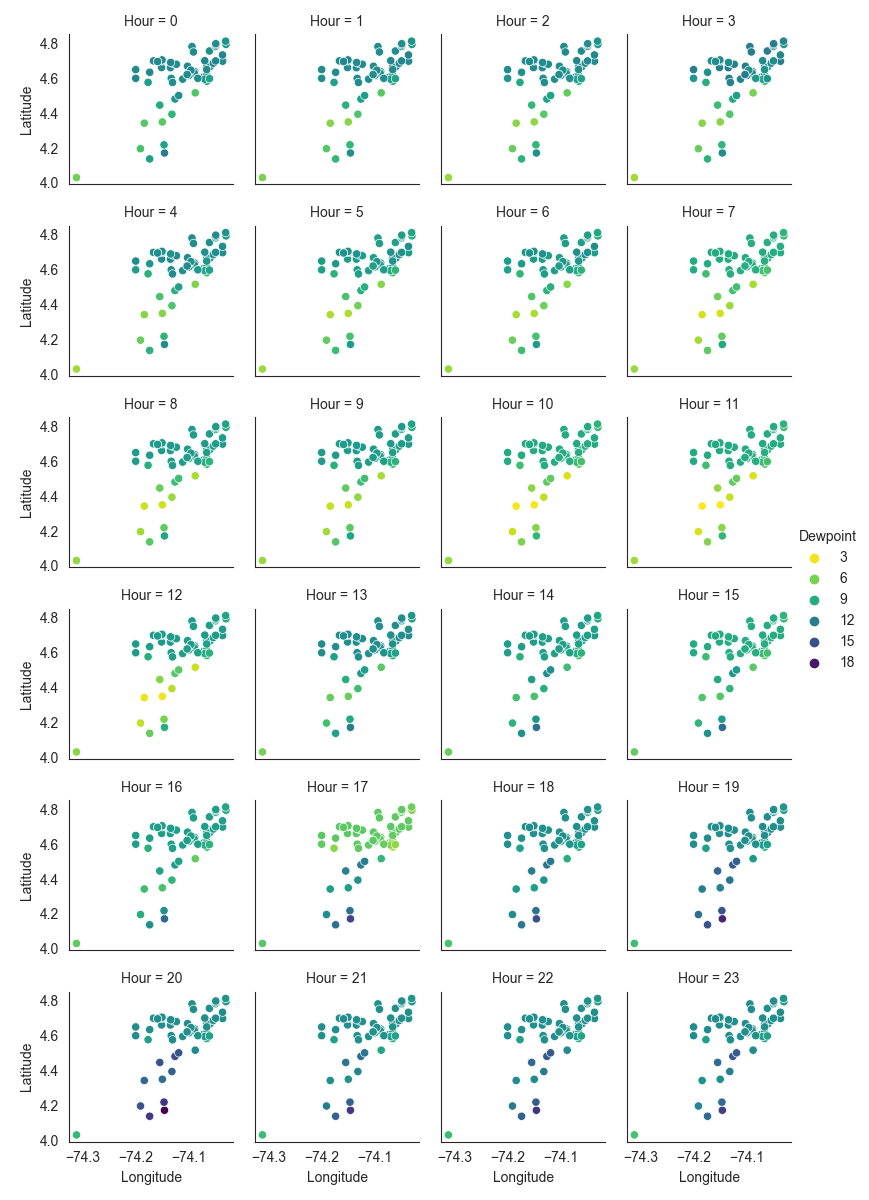 Hour = 0 Hour = 1 Hour = 2 Hour = 3
4.8
4.6
4.4
4.2
4.0
Latitude
Hour = 4 Hour = 5 Hour = 6 Hour = 7
4.8
4.6
4.4
4.2
4.0
Latitude
Hour = 8 Hour = 9 Hour = 10 Hour = 11
4.8
4.6
4.4
4.2
4.0
Latitude
Dewpoint
3
6
9
12
15
18
Hour = 12 Hour = 13 Hour = 14 Hour = 15
4.8
4.6
4.4
4.2
4.0
Latitude
Hour = 16 Hour = 17 Hour = 18 Hour = 19
4.8
4.6
4.4
4.2
4.0
Latitude
Hour = 20 Hour = 21 Hour = 22 Hour = 23
4.8
4.6
4.4
4.2
4.0
Latitude
−74.3 −74.2 −74.1 −74.3 −74.2 −74.1 −74.3 −74.2 −74.1 −74.3 −74.2 −74.1
Longitude Longitude Longitude Longitude